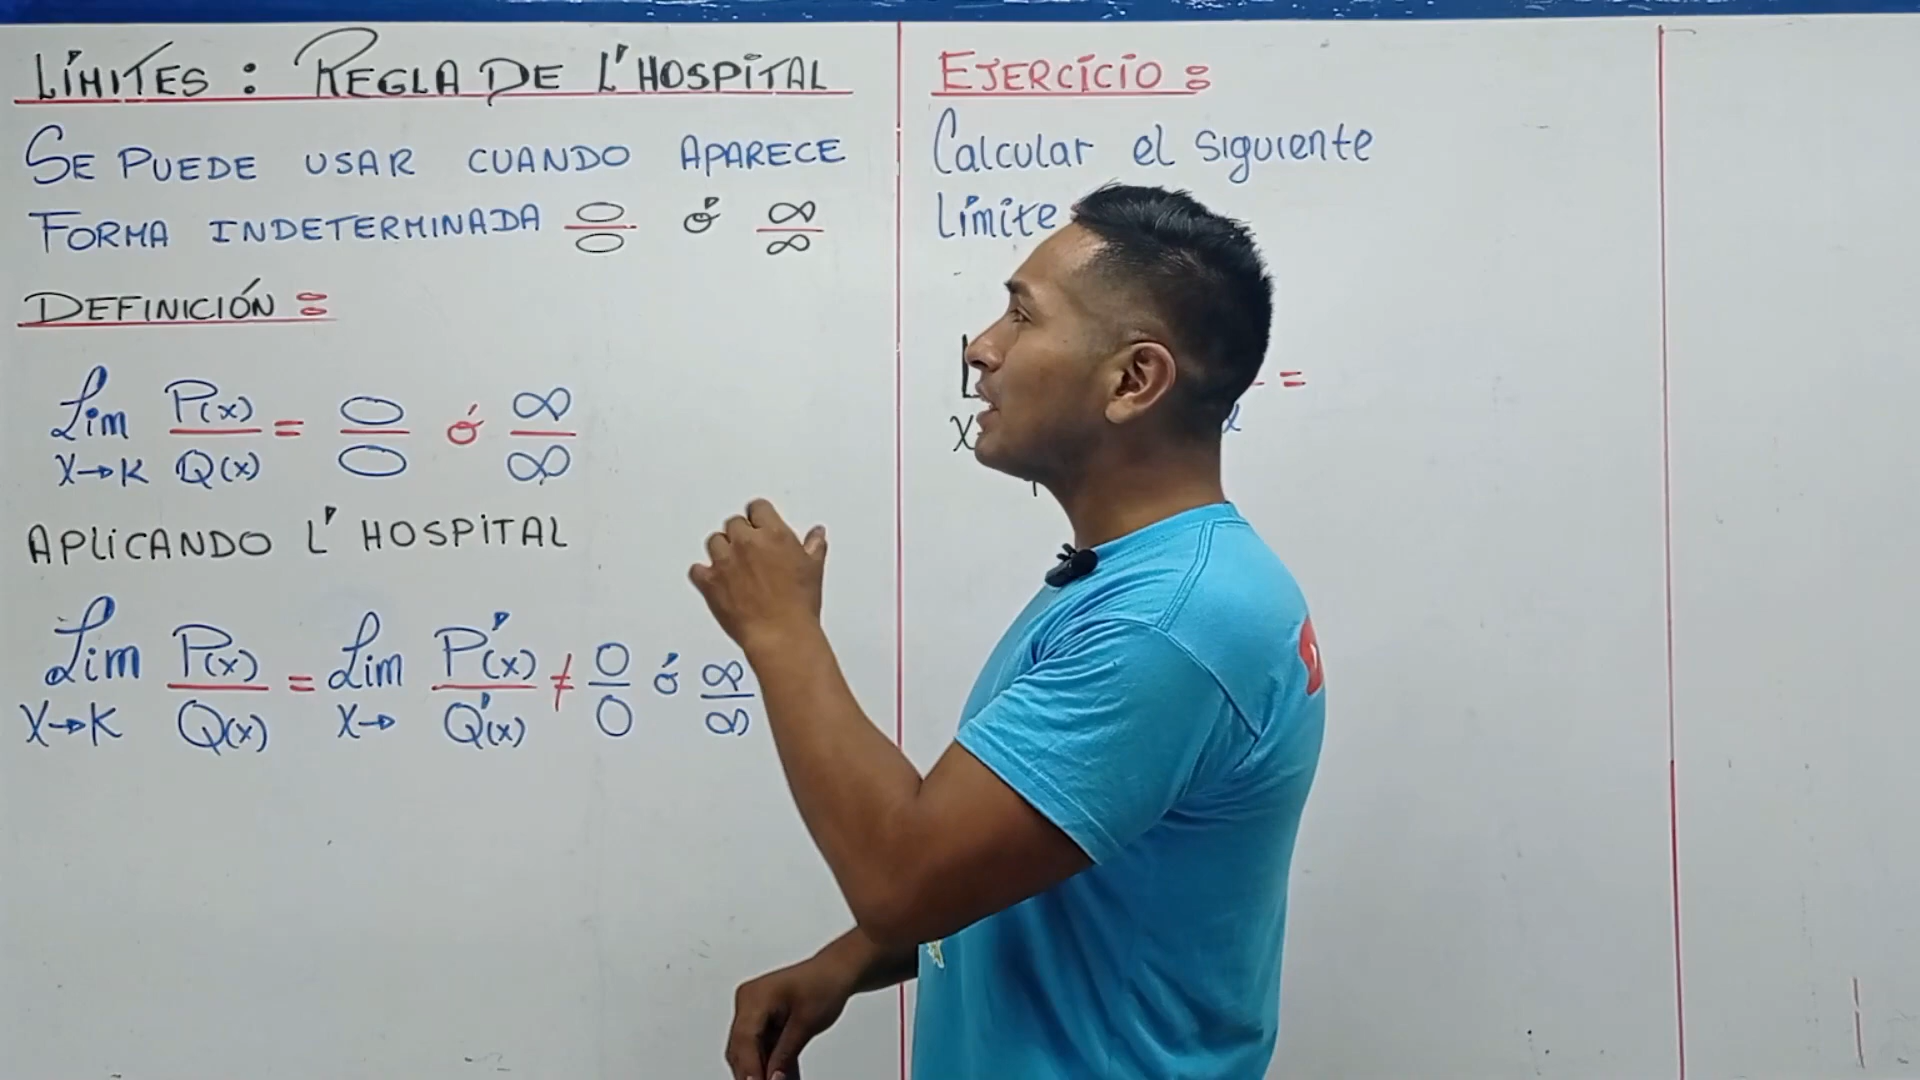 LÍMITES : REGLA DE L'HOSPITAL
SE PUEDE USAR CUANDO APARECE
FORMA INDETERMINADA 0/0 ó ∞/∞
DEFINICIÓN :
Lim x→K P(x)/Q(x) = 0/0 ó ∞/∞
APLICANDO L'HOSPITAL
Lim x→K P(x)/Q(x) = Lim x→ P'(x)/Q'(x) ≠ 0/0 ó ∞/∞
EJERCICIO :
Calcular el siguiente
límite
=